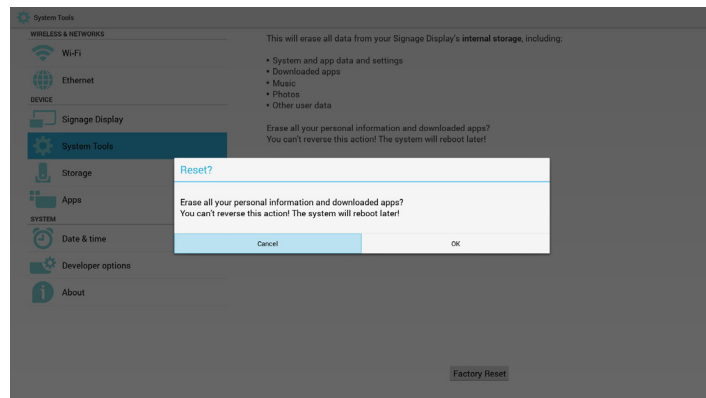 System Tools
WIRELESS & NETWORKS
Wi-Fi
Ethernet
DEVICE
Signage Display
System Tools
Storage
Apps
SYSTEM
Date & time
Developer options
About
This will erase all data from your Signage Display's internal storage, including:
• System and app data and settings
• Downloaded apps
• Music
• Photos
• Other user data
Erase all your personal information and downloaded apps?
You can't reverse this action! The system will reboot later!
Reset?
Erase all your personal information and downloaded apps?
You can't reverse this action! The system will reboot later!
Cancel
OK
Factory Reset